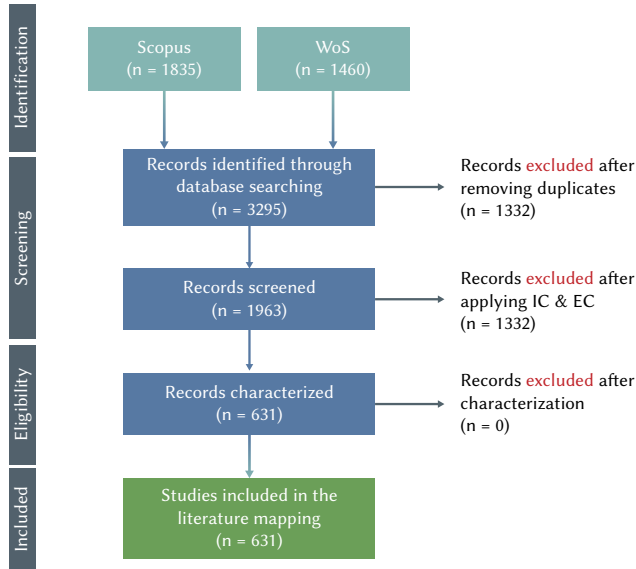 Identification
Scopus
(n = 1835)
WoS
(n = 1460)
Screening
Records identified through
database searching
(n = 3295)
Records excluded after
removing duplicates
(n = 1332)
Records screened
(n = 1963)
Records excluded after
applying IC & EC
(n = 1332)
Eligibility
Records characterized
(n = 631)
Records excluded after
characterization
(n = 0)
Included
Studies included in the
literature mapping
(n = 631)